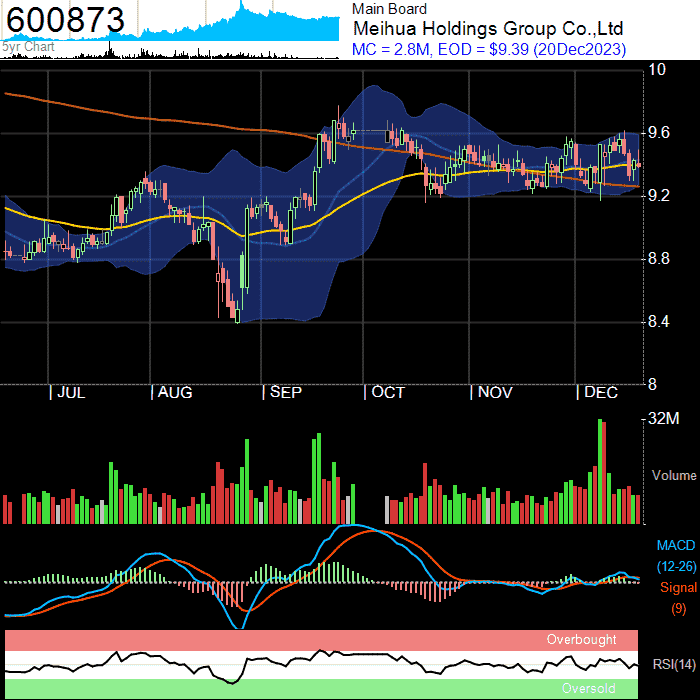 600873
5yr Chart
Main Board
Meihua Holdings Group Co.,Ltd
MC = 2.8M, EOD = $9.39 (20Dec2023)
10
9.6
9.2
8.8
8.4
8
| JUL | AUG | SEP | OCT | NOV | DEC
32M
Volume
MACD
(12-26)
Signal
(9)
Overbought
RSI(14)
Oversold